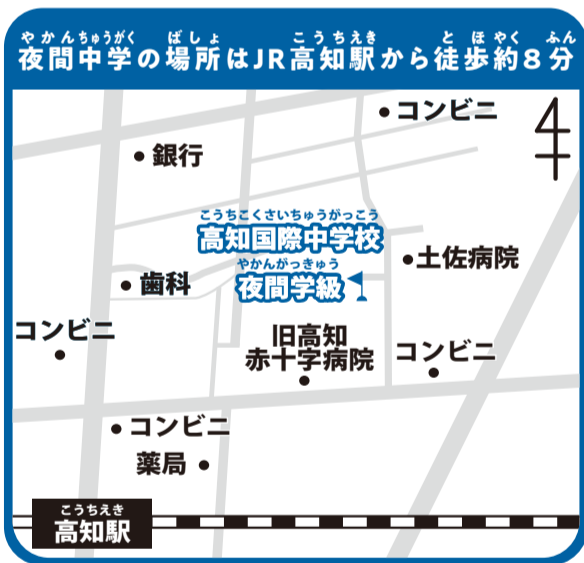 やかんちゅうがく ばしょ こうちえき とほやく ふん
夜間中学の場所はJR高知駅から徒歩約8分
コンビニ
銀行
こうちこくさいちゅうがっこう
高知国際中学校
やかんがっきゅう
夜間学級
土佐病院
歯科
コンビニ
旧高知
赤十字病院
コンビニ
コンビニ
薬局
こうちえき
高知駅